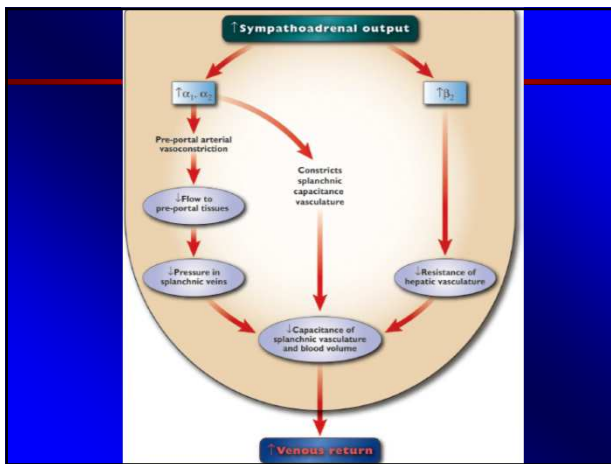 ↑Sympathoadrenal output
↑α1, α2
↑β2
Pre-portal arterial
vasoconstriction
Constricts
splanchnic
capacitance
vasculature
↓Flow to
pre-portal tissues
↓Pressure in
splanchnic veins
↓Resistance of
hepatic vasculature
↓Capacitance of
splanchnic vasculature
and blood volume
↑Venous return